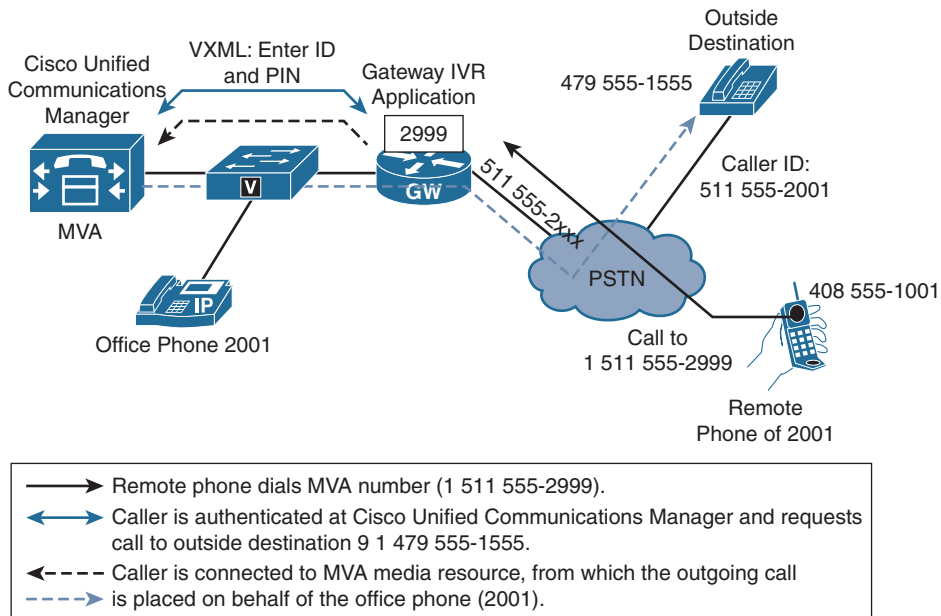 VXML: Enter ID
and PIN
Cisco Unified
Communications
Manager
Gateway IVR
Application
2999
Outside
Destination
479 555-1555
Caller ID:
511 555-2001
V
GW
511 555-2xxx
MVA
PSTN
IP
Office Phone 2001
408 555-1001
Call to
1 511 555-2999
Remote
Phone of 2001
Remote phone dials MVA number (1 511 555-2999).
Caller is authenticated at Cisco Unified Communications Manager and requests
call to outside destination 9 1 479 555-1555.
Caller is connected to MVA media resource, from which the outgoing call
is placed on behalf of the office phone (2001).